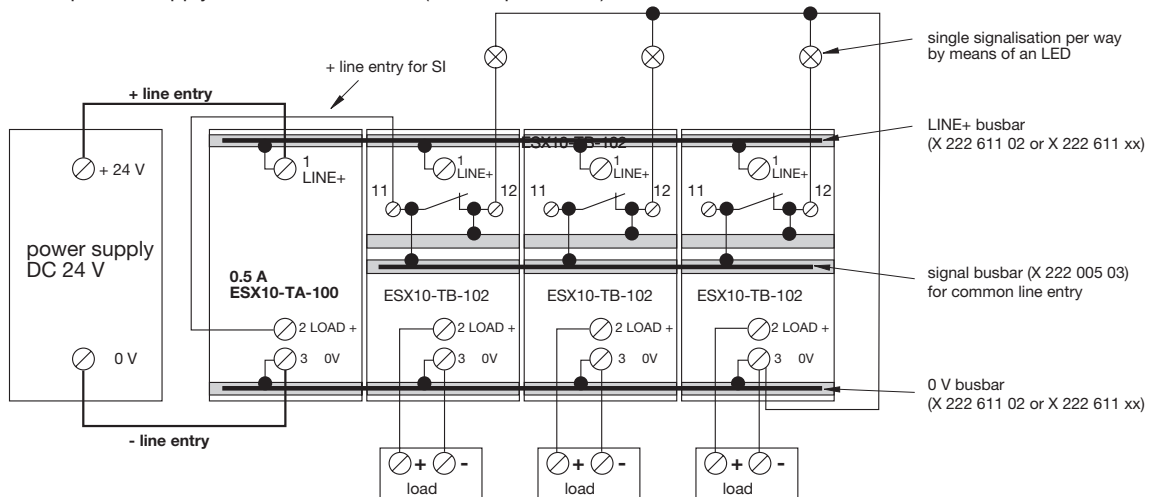 single signalisation per way
by means of an LED
+ line entry for SI
+ line entry
LINE+ busbar
(X 222 611 02 or X 222 611 xx)
ESX10-TB-102
+ 24 V
1
LINE+
1
LINE+
1
LINE+
1
LINE+
11
12
11
12
11
12
power supply
DC 24 V
0.5 A
ESX10-TA-100
signal busbar (X 222 005 03)
for common line entry
ESX10-TB-102
ESX10-TB-102
ESX10-TB-102
2 LOAD +
2 LOAD +
2 LOAD +
2 LOAD +
0 V
3 0V
3 0V
3 0V
3 0V
0 V busbar
(X 222 611 02 or X 222 611 xx)
- line entry
+ -
load
+ -
load
+ -
load